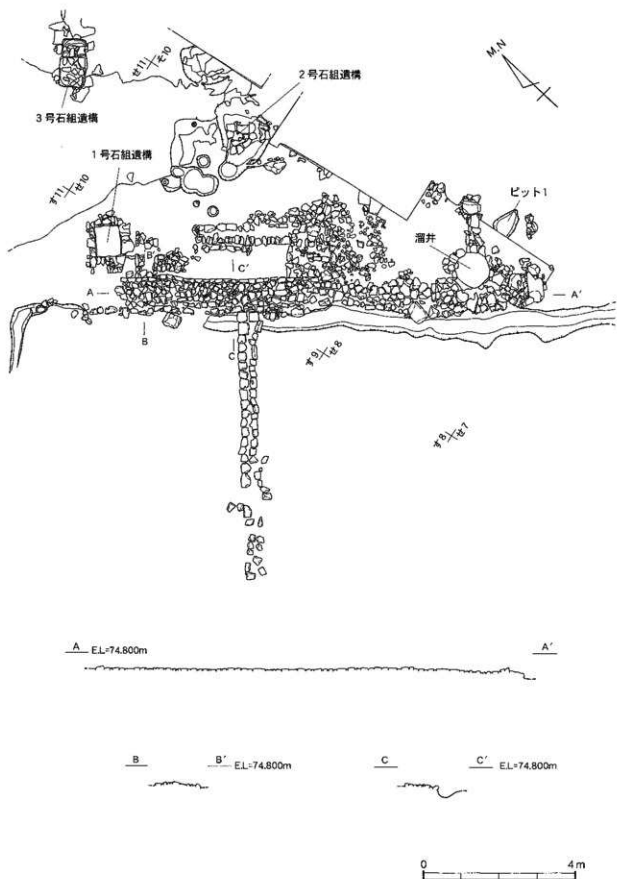 せ11 そ10
3号石組遺構
2号石組遺構
M.N
1号石組遺構
す11 せ10
ピット1
溜井
B'
C'
A
A'
B
C
す9 せ8
す8 せ7
A E.L=74.800m A'
B B' E.L=74.800m
C C' E.L=74.800m
0 4m